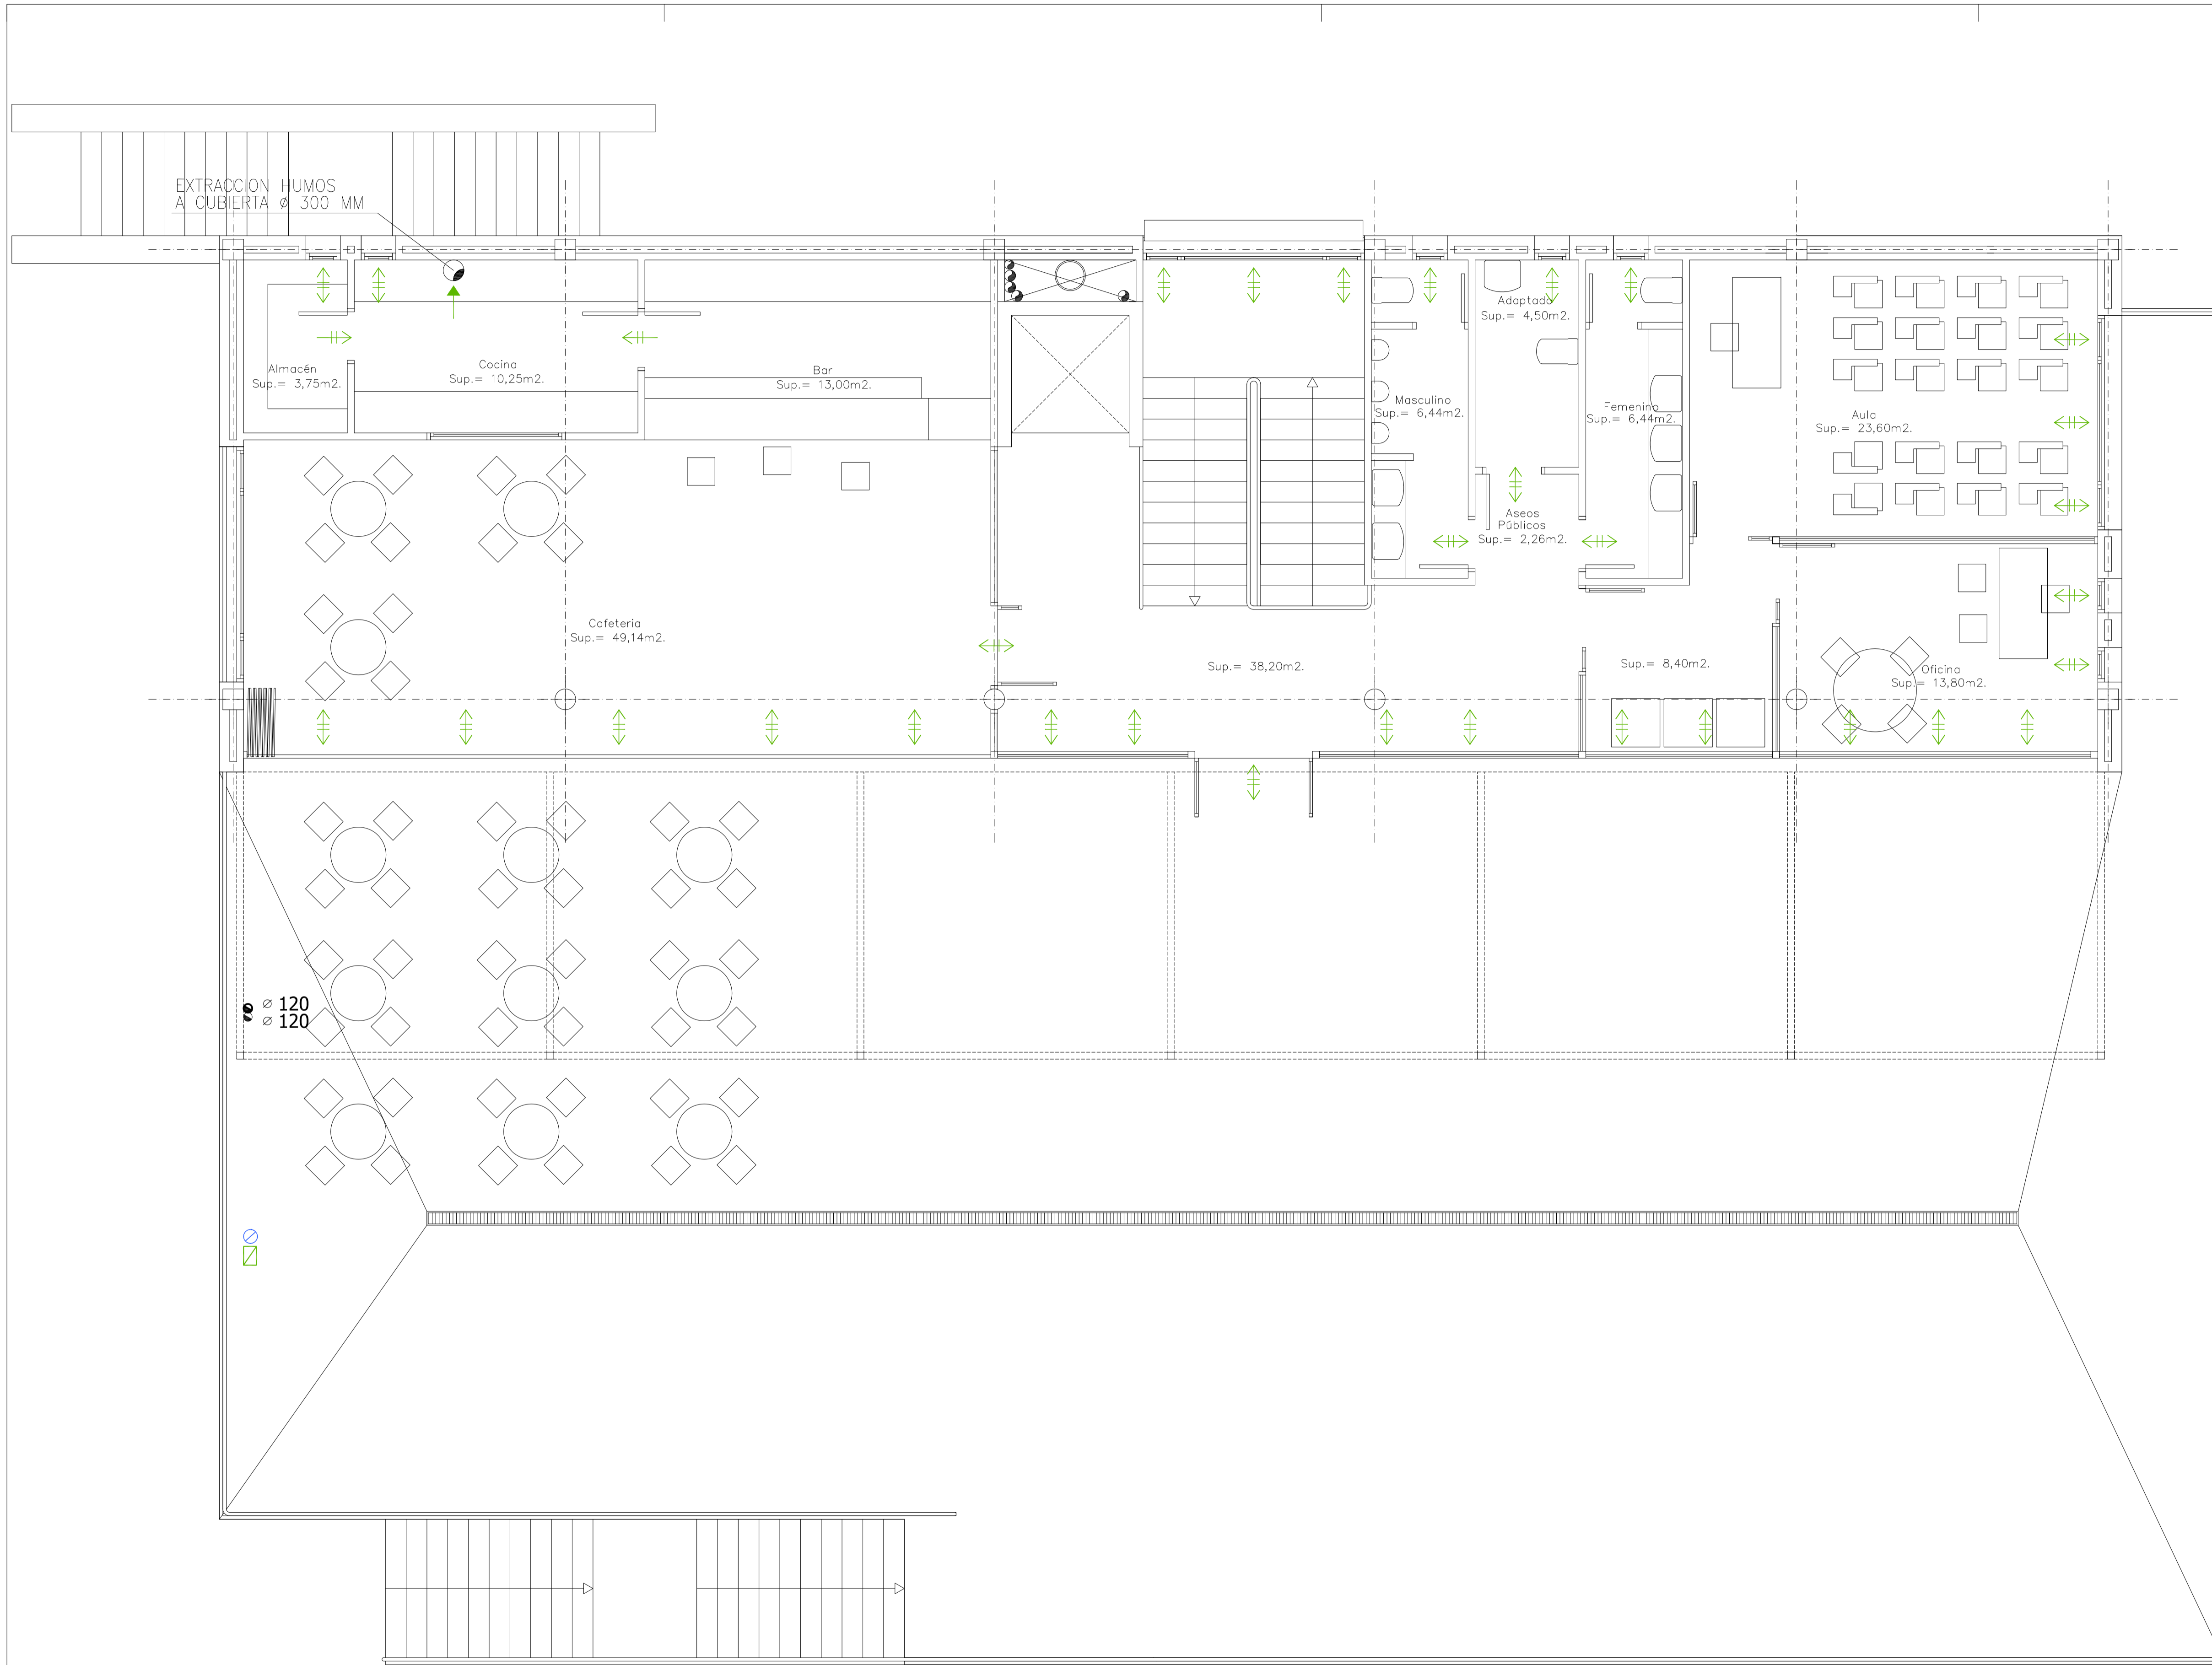 EXTRACCION HUMOS
A CUBIERTA Ø 300 MM
Almacén
Sup.= 3,75m2.
Cocina
Sup.= 10,25m2.
Bar
Sup.= 13,00m2.
Adaptado
Sup.= 4,50m2.
Masculino
Sup.= 6,44m2.
Femenino
Sup.= 6,44m2.
Aula
Sup.= 23,60m2.
Aseos
Públicos
Sup.= 2,26m2.
Cafeteria
Sup.= 49,14m2.
Sup.= 38,20m2.
Sup.= 8,40m2.
Oficina
Sup.= 13,80m2.
Ø 120
Ø 120